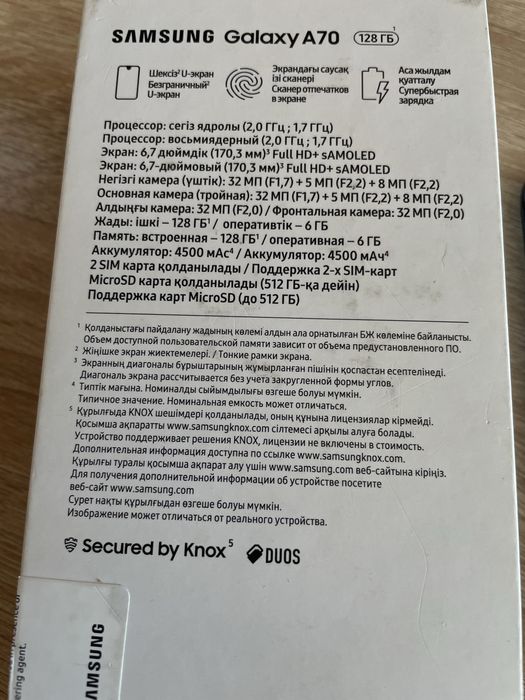 SAMSUNG Galaxy A70 128 ГБ¹
Шексіз² U-экран
Безграничный²
U-экран
Экрандағы саусақ
ізі сканері
Сканер отпечатков
в экране
Аса жылдам
қуаттау
Супербыстрая
зарядка
Процессор: сегіз ядролы (2,0 ГГц ; 1,7 ГГц)
Процессор: восьмиядерный (2,0 ГГц ; 1,7 ГГц)
Экран: 6,7 дюймдік (170,3 мм)³ Full HD+ sAMOLED
Экран: 6,7-дюймовый (170,3 мм)³ Full HD+ sAMOLED
Негізгі камера (үштік): 32 МП (F1,7) + 5 МП (F2,2) + 8 МП (F2,2)
Основная камера (тройная): 32 МП (F1,7) + 5 МП (F2,2) + 8 МП (F2,2)
Алдыңғы камера: 32 МП (F2,0) / Фронтальная камера: 32 МП (F2,0)
Жады: ішкі – 128 ГБ¹ / оперативтік – 6 ГБ
Память: встроенная – 128 ГБ¹ / оперативная – 6 ГБ
Аккумулятор: 4500 мАс⁴ / Аккумулятор: 4500 мАч⁴
2 SIM карта қолданылады / Поддержка 2-х SIM-карт
MicroSD карта қолданылады (512 ГБ-қа дейін)
Поддержка карт MicroSD (до 512 ГБ)
¹ Қолданыстағы пайдалану жадының көлемі алдын ала орнатылған БЖ көлеміне байланысты.
Объем доступной пользовательской памяти зависит от объема предустановленного ПО.
² Жіңішке экран жиектемелері. / Тонкие рамки экрана.
³ Экранның диагоналы бұрыштарының жұмырланған пішінін қоспастан есептелінеді.
Диагональ экрана рассчитывается без учета закругленной формы углов.
⁴ Типтік мағына. Номиналды сыйымдылығы өзгеше болуы мүмкін.
Типичное значение. Номинальная емкость может отличаться.
⁵ Құрылғыда KNOX шешімдері қолданылады, оның құнына лицензиялар кірмейді.
Қосымша ақпаратты www.samsungknox.com сілтемесі арқылы алуға болады.
Устройство поддерживает решения KNOX, лицензии не включены в стоимость.
Дополнительная информация доступна по ссылке www.samsungknox.com.
Құрылғы туралы қосымша ақпарат алу үшін www.samsung.com веб-сайтына кіріңіз.
Для получения дополнительной информации об устройстве посетите
веб-сайт www.samsung.com
Сурет нақты құрылғыдан өзгеше болуы мүмкін.
Изображение может отличаться от реального устройства.
Secured by Knox⁵
DUOS
SAMSUNG
ering agent.